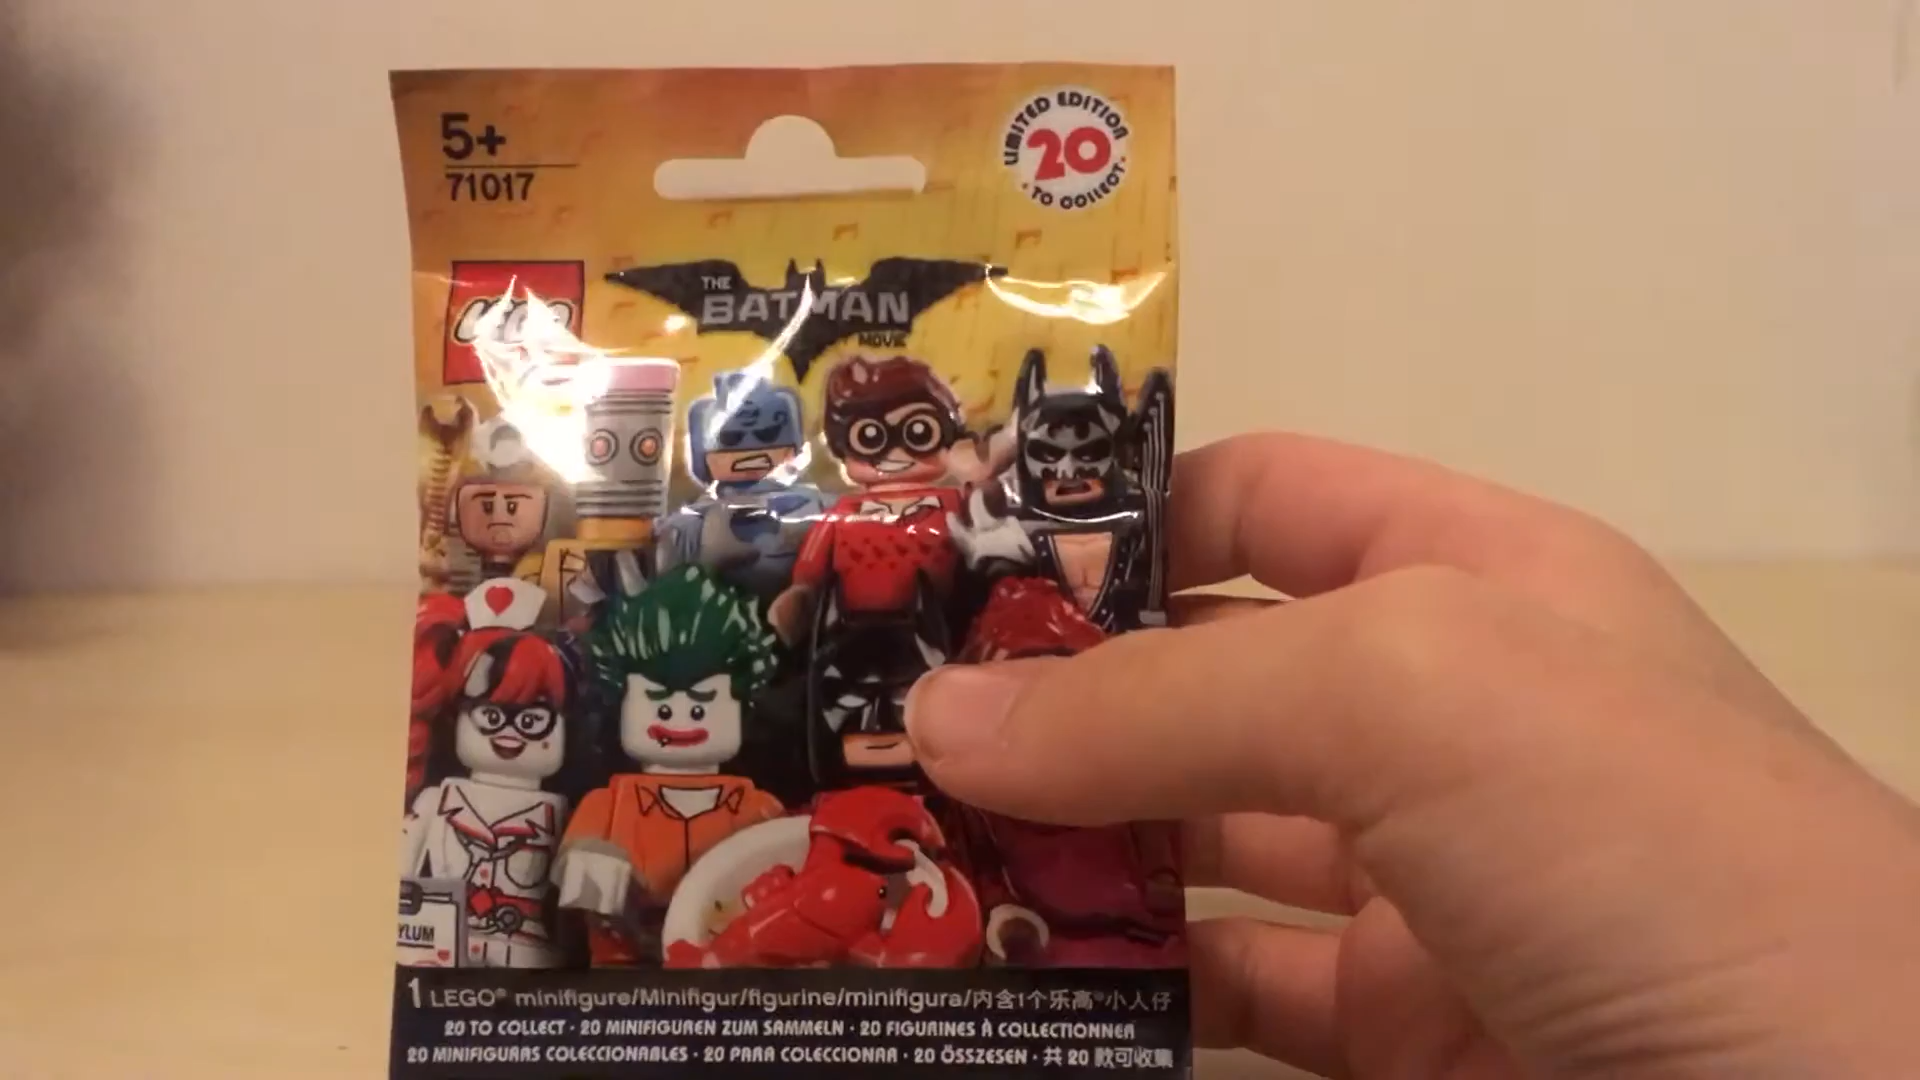 5+
71017
LIMITED EDITION
20
TO COLLECT
LEGO
THE
BATMAN
MOVIE
YLUM
1 LEGO® minifigure/Minifigur/figurine/minifigura/内含1个乐高®小人仔
20 TO COLLECT · 20 MINIFIGUREN ZUM SAMMELN · 20 FIGURINES À COLLECTIONNER
20 MINIFIGURAS COLECCIONABLES · 20 PARA COLECCIONAR · 20 ÖSSZESEN · 共 20 款可收集